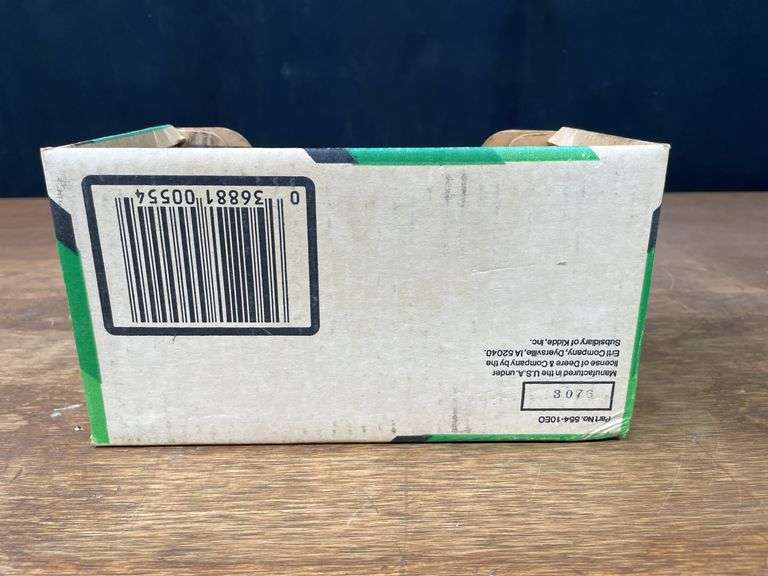 Part No. 554-10EO
3076
Manufactured in the U.S.A. under
license of Deere & Company by the
Ertl Company, Dyersville, IA 52040.
Subsidiary of Kidde, Inc.
0 36881 00554